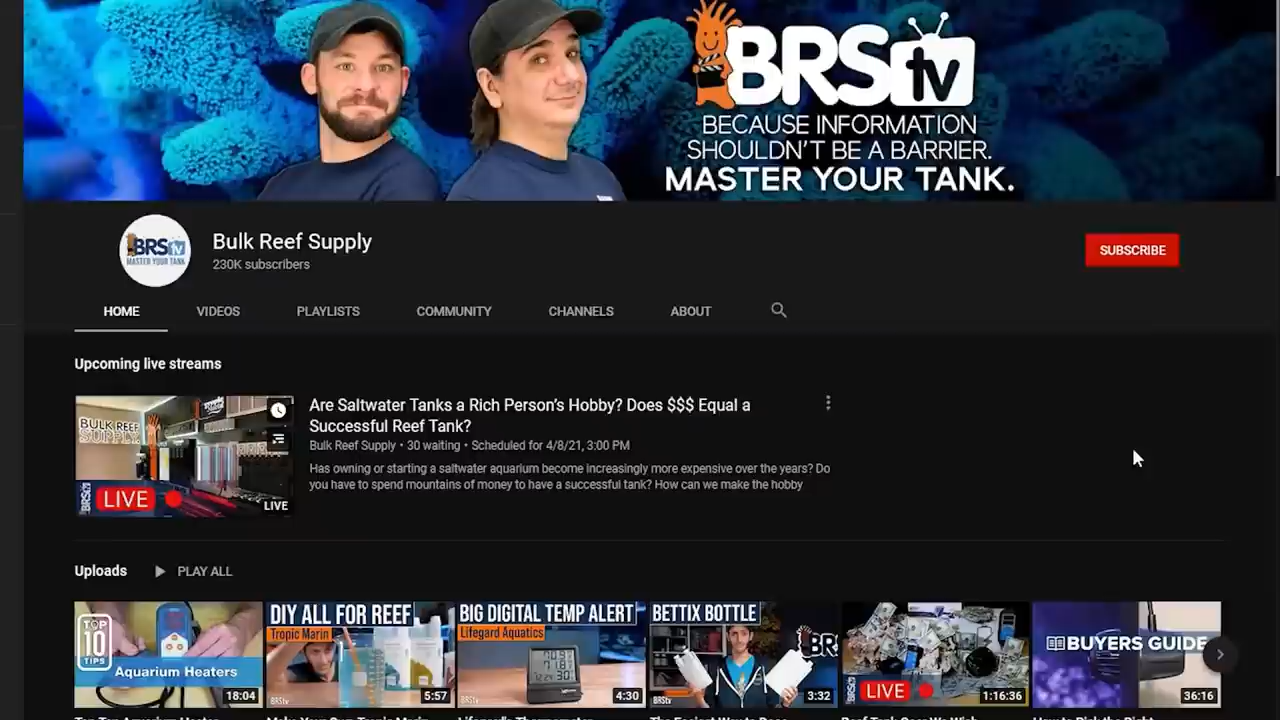 BRStv
BECAUSE INFORMATION
SHOULDN'T BE A BARRIER.
MASTER YOUR TANK.
BRStv
MASTER YOUR TANK
Bulk Reef Supply
230K subscribers
SUBSCRIBE
HOME
VIDEOS
PLAYLISTS
COMMUNITY
CHANNELS
ABOUT
Upcoming live streams
BULK REEF
SUPPLY
BRStv
LIVE
LIVE
Are Saltwater Tanks a Rich Person's Hobby? Does $$$ Equal a
Successful Reef Tank?
Bulk Reef Supply • 30 waiting • Scheduled for 4/8/21, 3:00 PM
Has owning or starting a saltwater aquarium become increasingly more expensive over the years? Do
you have to spend mountains of money to have a successful tank? How can we make the hobby
Uploads
PLAY ALL
TOP
10
TIPS
Aquarium Heaters
18:04
DIY ALL FOR REEF
Tropic Marin
BRStv
5:57
BIG DIGITAL TEMP ALERT
Lifegard Aquatics
BRStv
4:30
BETTIX BOTTLE
BRS
BRStv
3:32
BRStv
LIVE
1:16:36
BUYERS GUIDE
36:16